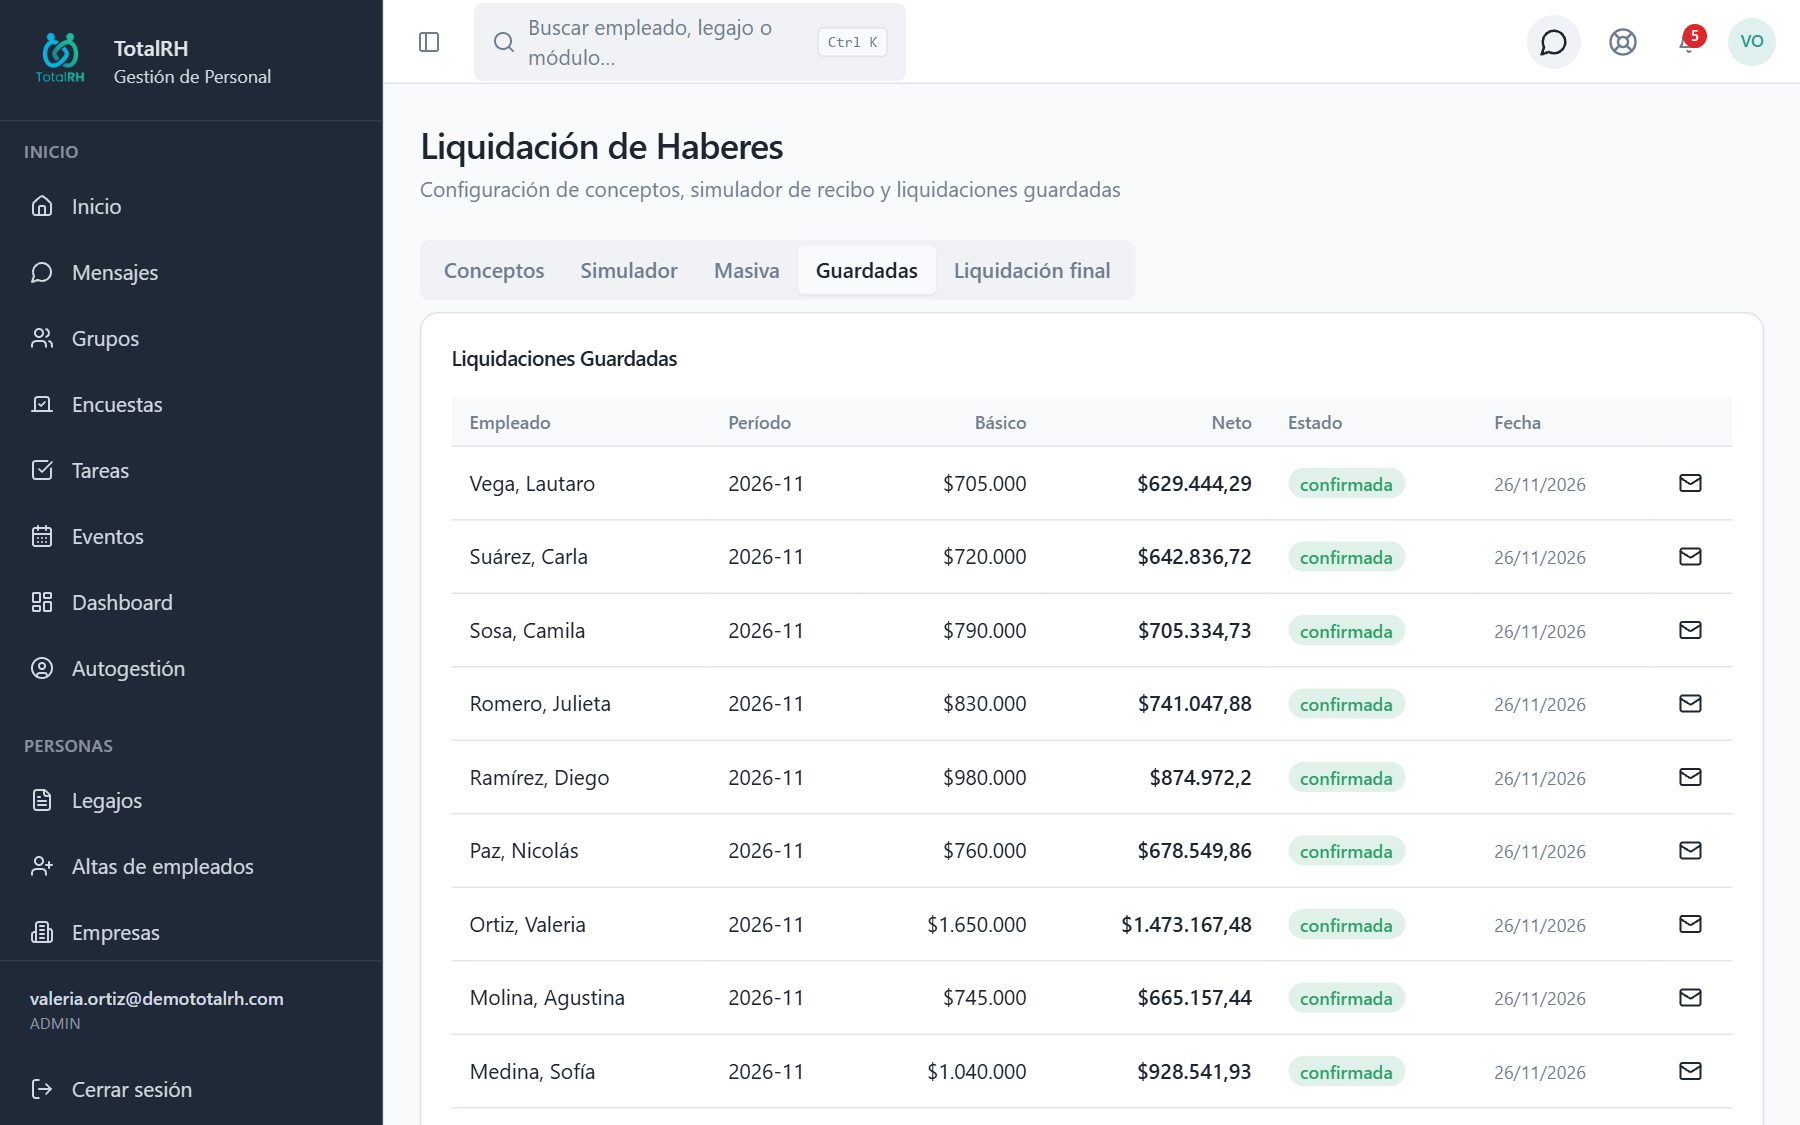 TotalRH
TotalRH
Gestión de Personal
INICIO
Inicio
Mensajes
Grupos
Encuestas
Tareas
Eventos
Dashboard
Autogestión
PERSONAS
Legajos
Altas de empleados
Empresas
valeria.ortiz@demototalrh.com
ADMIN
Cerrar sesión
Buscar empleado, legajo o
módulo...
Ctrl K
5
VO
Liquidación de Haberes
Configuración de conceptos, simulador de recibo y liquidaciones guardadas
Conceptos Simulador Masiva Guardadas Liquidación final
Liquidaciones Guardadas
Empleado Período Básico Neto Estado Fecha
Vega, Lautaro 2026-11 $705.000 $629.444,29 confirmada 26/11/2026
Suárez, Carla 2026-11 $720.000 $642.836,72 confirmada 26/11/2026
Sosa, Camila 2026-11 $790.000 $705.334,73 confirmada 26/11/2026
Romero, Julieta 2026-11 $830.000 $741.047,88 confirmada 26/11/2026
Ramírez, Diego 2026-11 $980.000 $874.972,2 confirmada 26/11/2026
Paz, Nicolás 2026-11 $760.000 $678.549,86 confirmada 26/11/2026
Ortiz, Valeria 2026-11 $1.650.000 $1.473.167,48 confirmada 26/11/2026
Molina, Agustina 2026-11 $745.000 $665.157,44 confirmada 26/11/2026
Medina, Sofía 2026-11 $1.040.000 $928.541,93 confirmada 26/11/2026